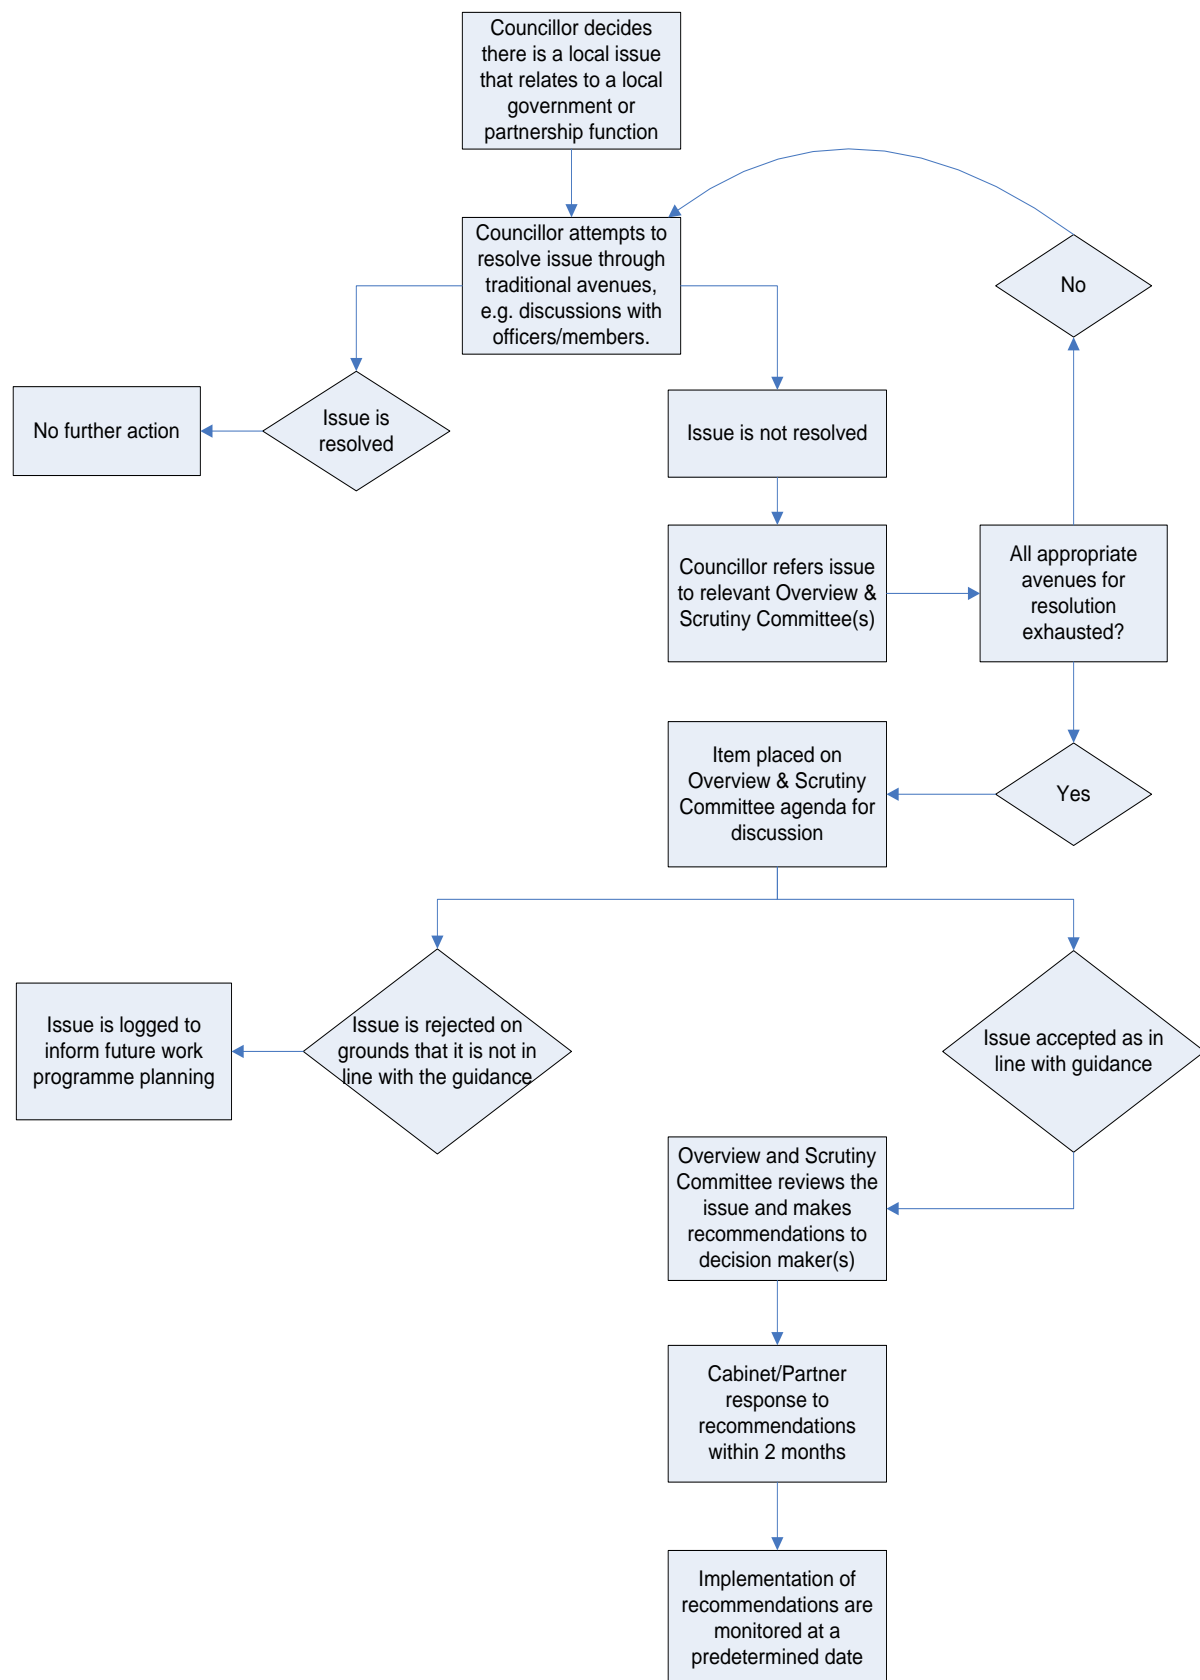 Councillor decides
there is a local issue
that relates to a local
government or
partnership function
Councillor attempts to
resolve issue through
traditional avenues,
e.g. discussions with
officers/members.
No
No further action
Issue is
resolved
Issue is not resolved
Councillor refers issue
to relevant Overview &
Scrutiny Committee(s)
All appropriate
avenues for
resolution
exhausted?
Item placed on
Overview & Scrutiny
Committee agenda for
discussion
Yes
Issue is logged to
inform future work
programme planning
Issue is rejected on
grounds that it is not in
line with the guidance
Issue accepted as in
line with guidance
Overview and Scrutiny
Committee reviews the
issue and makes
recommendations to
decision maker(s)
Cabinet/Partner
response to
recommendations
within 2 months
Implementation of
recommendations are
monitored at a
predetermined date